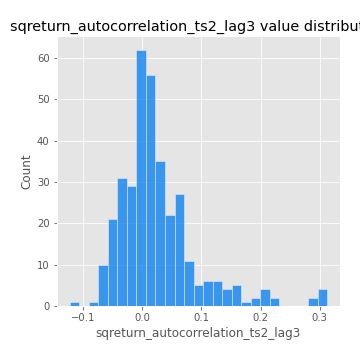 sqreturn_autocorrelation_ts2_lag3 value distribut
60
50
40
30
20
10
0
Count
−0.1 0.0 0.1 0.2 0.3
sqreturn_autocorrelation_ts2_lag3